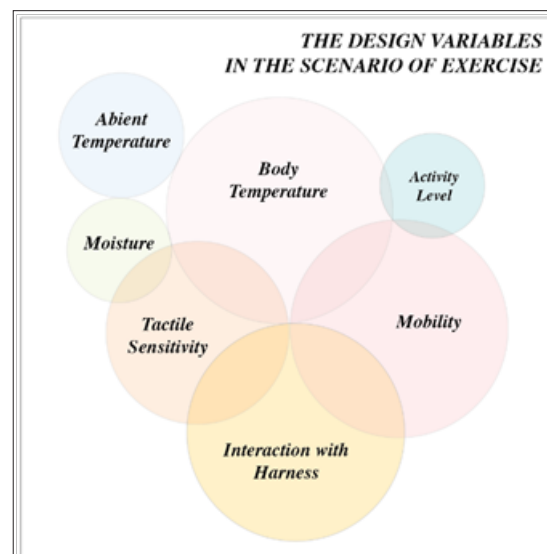 THE DESIGN VARIABLES
IN THE SCENARIO OF EXERCISE
Abient
Temperature
Body
Temperature
Activity
Level
Moisture
Tactile
Sensitivity
Mobility
Interaction with
Harness